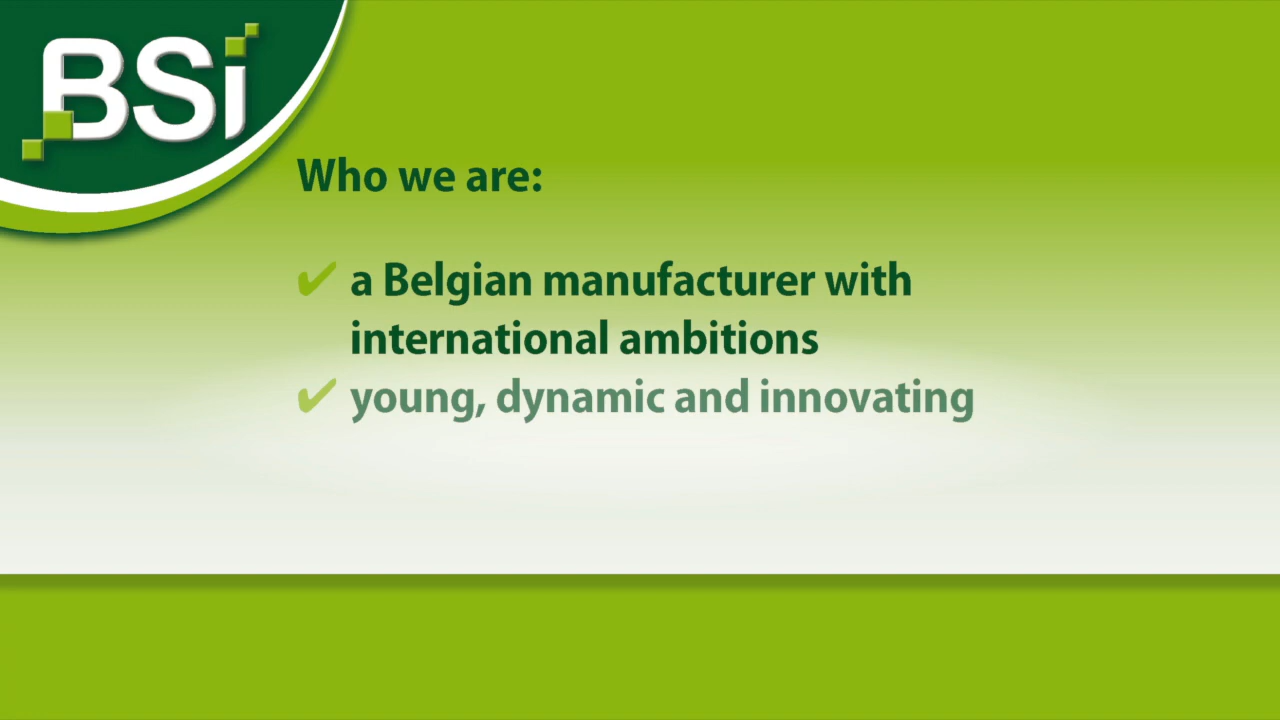 BSi
Who we are:
✔ a Belgian manufacturer with
international ambitions
✔ young, dynamic and innovating